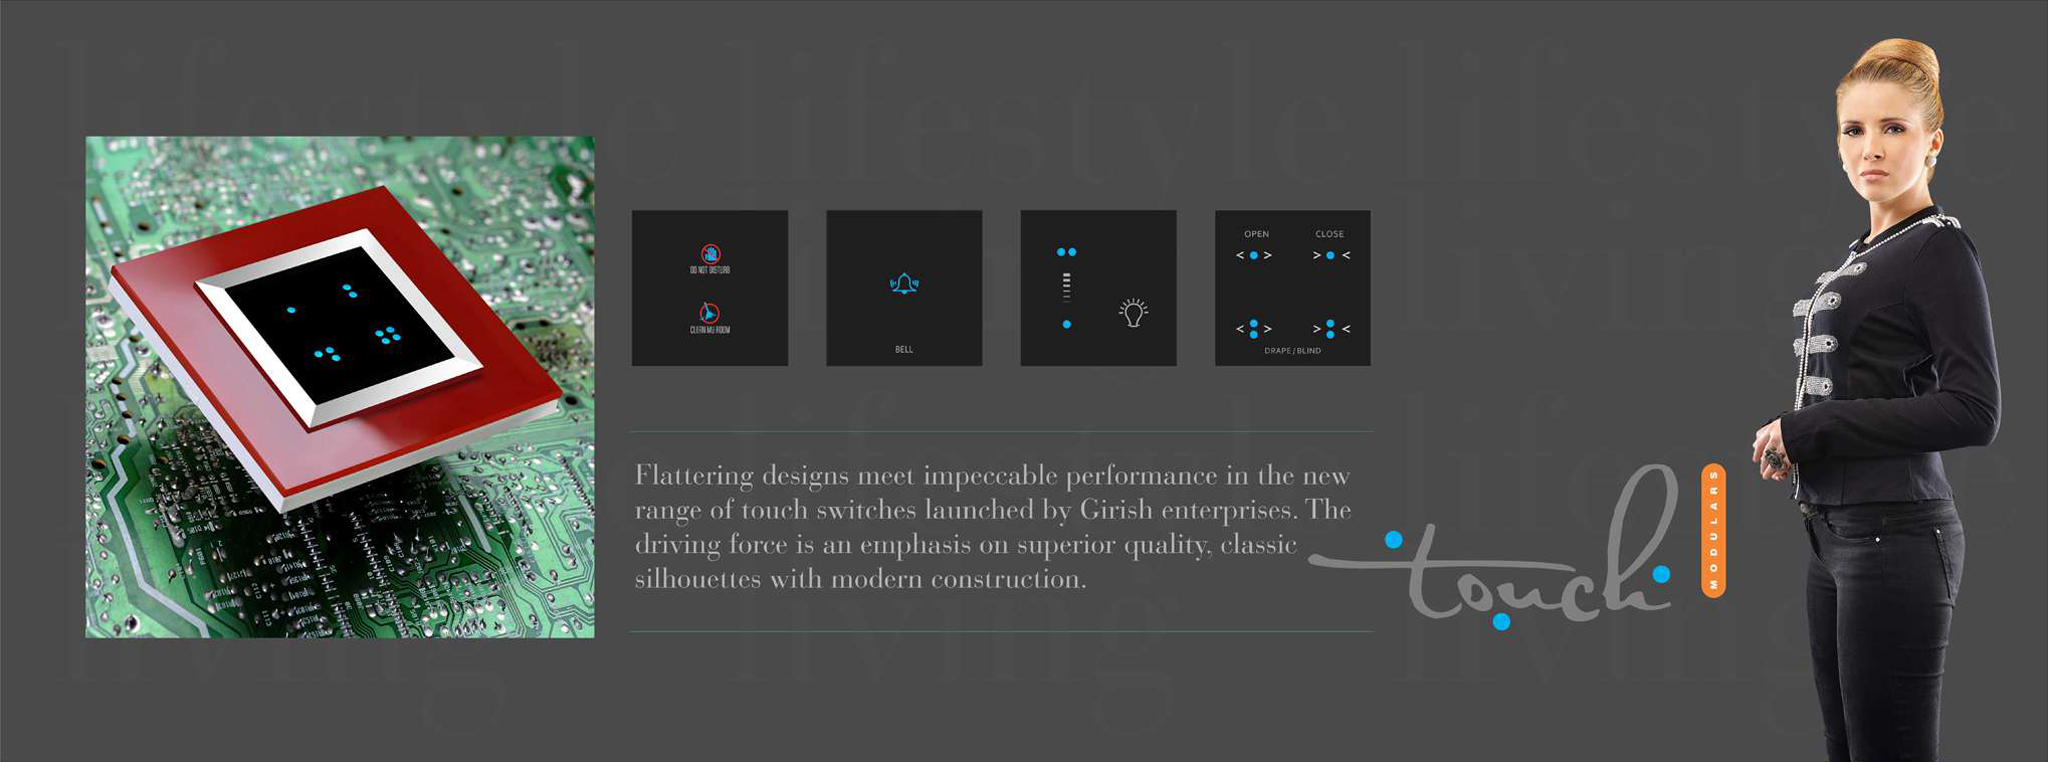 lifestyle lifestyle lifestyle
DO NOT DISTURB
CLEAN MY ROOM
BELL
OPEN CLOSE
< > > <
< > > <
DRAPE / BLIND
Flattering designs meet impeccable performance in the new
range of touch switches launched by Girish enterprises. The
driving force is an emphasis on superior quality, classic
silhouettes with modern construction.
touch
MODULARS
living living living